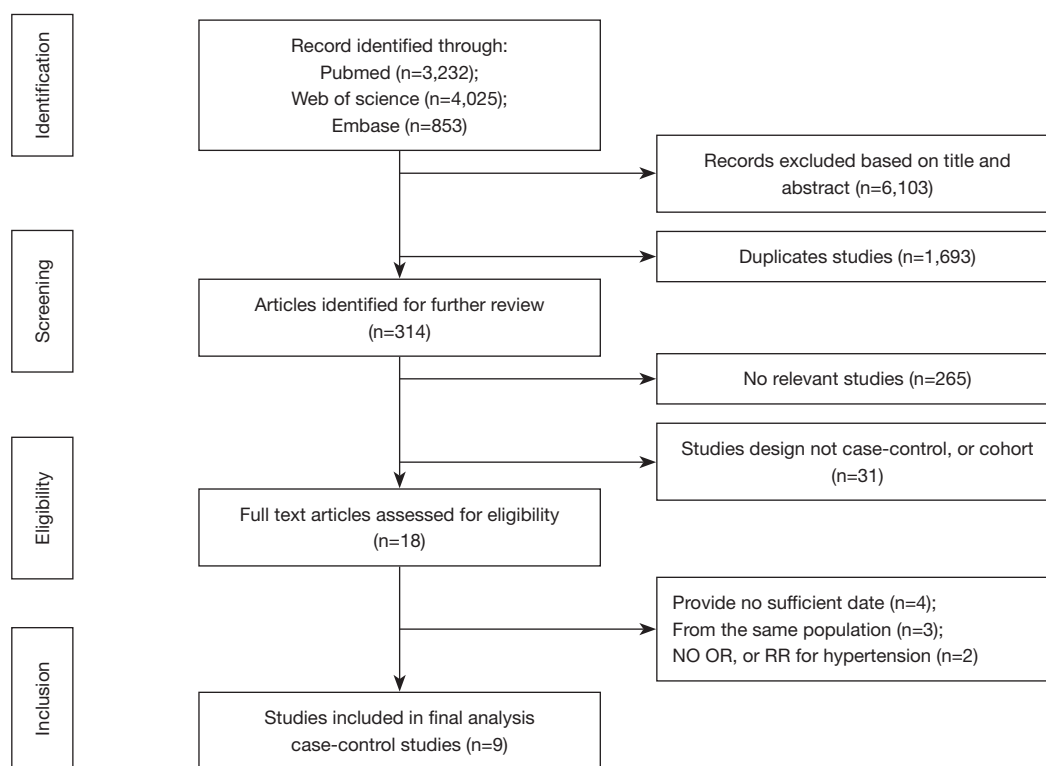 Identification
Record identified through:
Pubmed (n=3,232);
Web of science (n=4,025);
Embase (n=853)
Records excluded based on title and
abstract (n=6,103)
Screening
Duplicates studies (n=1,693)
Articles identified for further review
(n=314)
No relevant studies (n=265)
Eligibility
Studies design not case-control, or cohort
(n=31)
Full text articles assessed for eligibility
(n=18)
Provide no sufficient date (n=4);
From the same population (n=3);
NO OR, or RR for hypertension (n=2)
Inclusion
Studies included in final analysis
case-control studies (n=9)